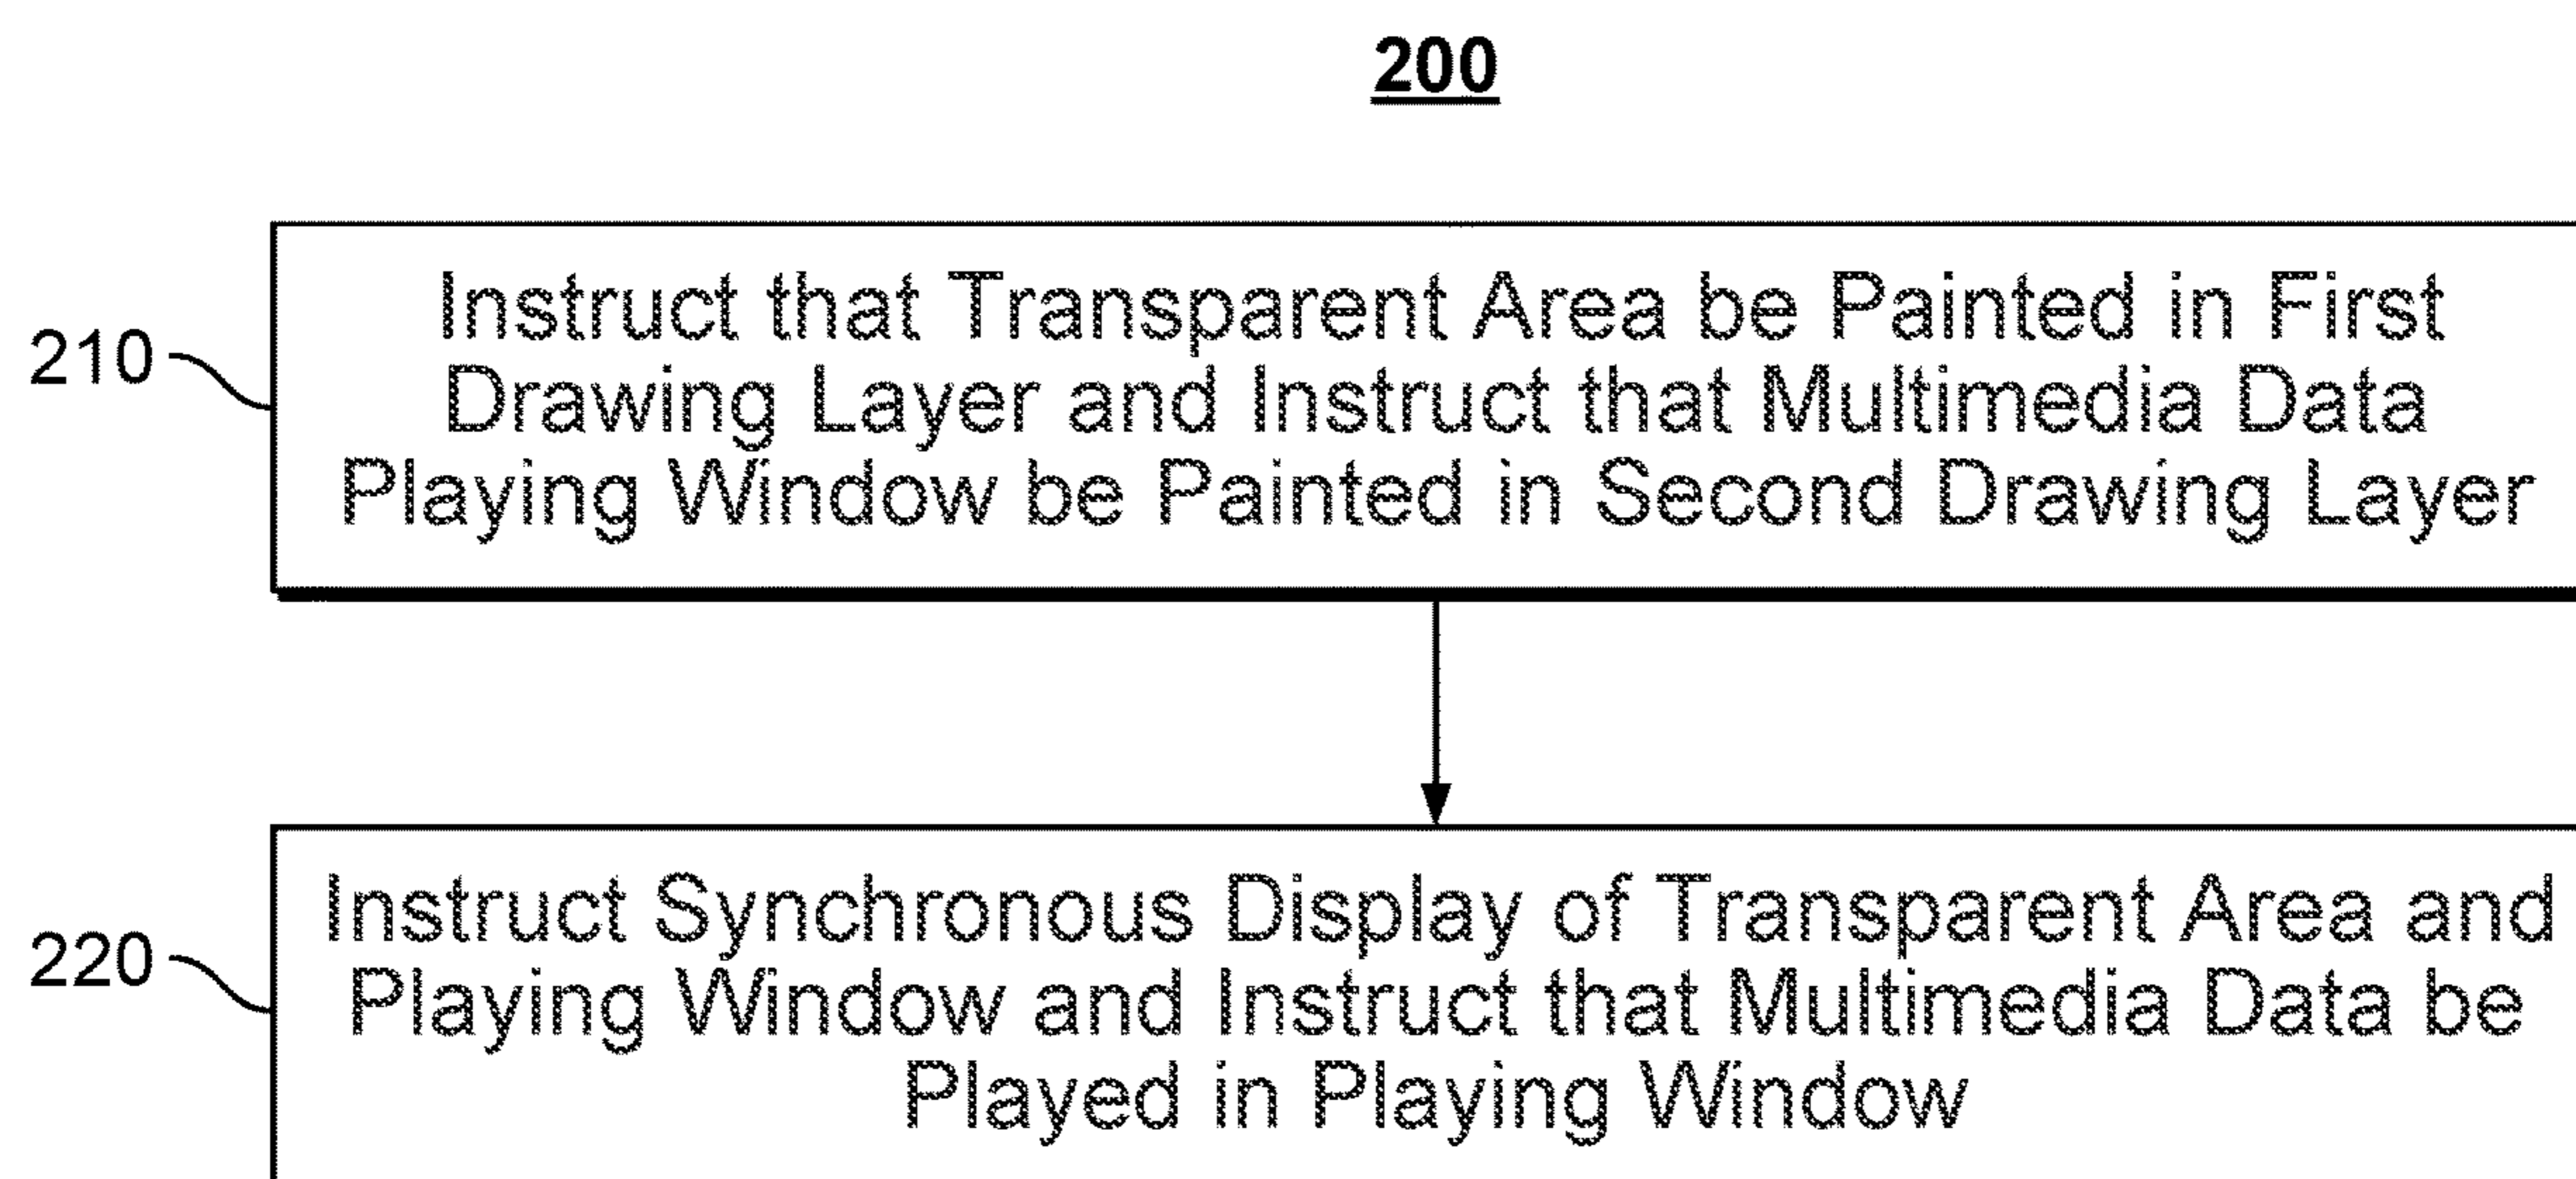 200
210
Instruct that Transparent Area be Painted in First
Drawing Layer and Instruct that Multimedia Data
Playing Window be Painted in Second Drawing Layer
220
Instruct Synchronous Display of Transparent Area and
Playing Window and Instruct that Multimedia Data be
Played in Playing Window